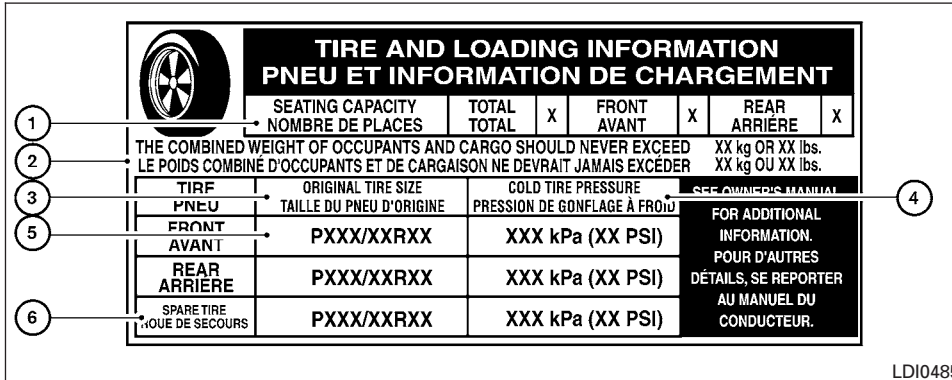 TIRE AND LOADING INFORMATION
PNEU ET INFORMATION DE CHARGEMENT
SEATING CAPACITY TOTAL X FRONT X REAR X
NOMBRE DE PLACES TOTAL AVANT ARRIÉRE
1
THE COMBINED WEIGHT OF OCCUPANTS AND CARGO SHOULD NEVER EXCEED XX kg OR XX lbs.
2
LE POIDS COMBINÉ D'OCCUPANTS ET DE CARGAISON NE DEVRAIT JAMAIS EXCÉDER XX kg OU XX lbs.
TIRE ORIGINAL TIRE SIZE COLD TIRE PRESSURE
3
PNEU TAILLE DU PNEU D'ORIGINE PRESSION DE GONFLAGE À FROID
4
SEE OWNER'S MANUAL
FOR ADDITIONAL
INFORMATION.
POUR D'AUTRES
DÉTAILS, SE REPORTER
AU MANUEL DU
CONDUCTEUR.
5
FRONT
AVANT PXXX/XXRXX XXX kPa (XX PSI)
REAR
ARRIÈRE PXXX/XXRXX XXX kPa (XX PSI)
6
SPARE TIRE
ROUE DE SECOURS PXXX/XXRXX XXX kPa (XX PSI)